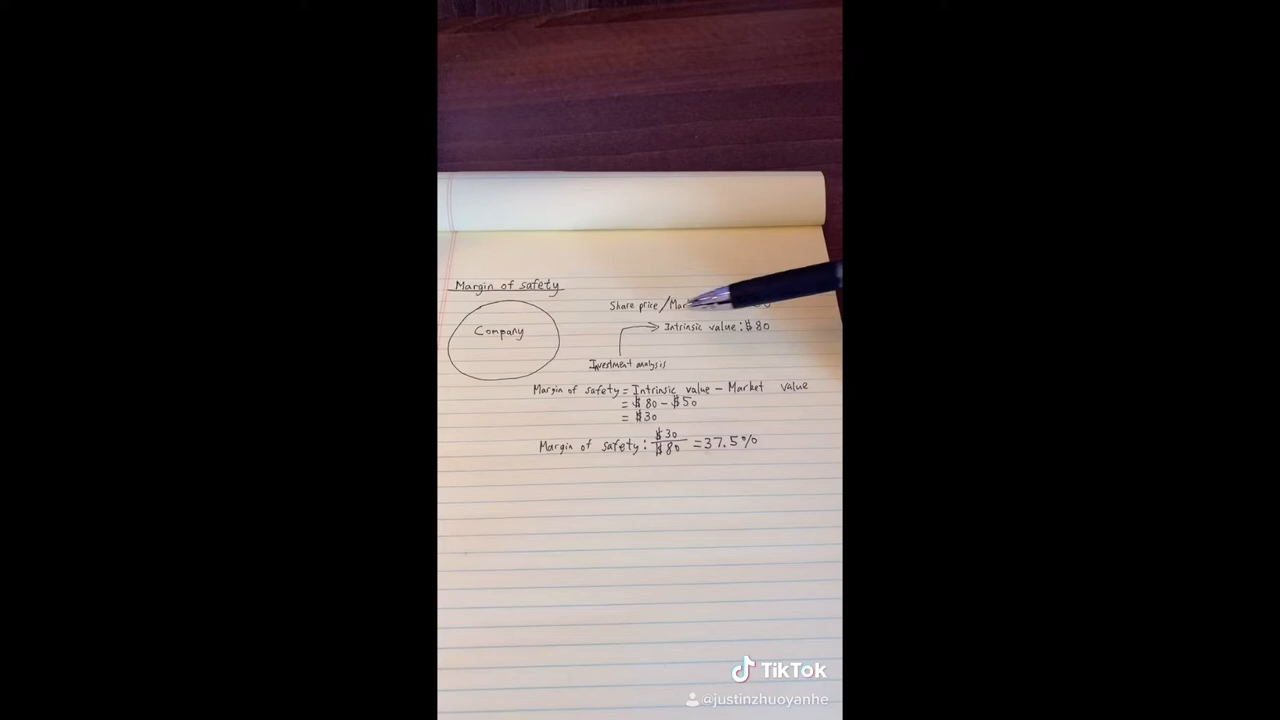 Margin of safety
Company
Share price/
Intrinsic value: $80
Investment analysis
Margin of safety = Intrinsic value - Market value
= $80 - $50
= $30
Margin of safety: $30/$80 = 37.5%
TikTok
@justinzhuoyanhe